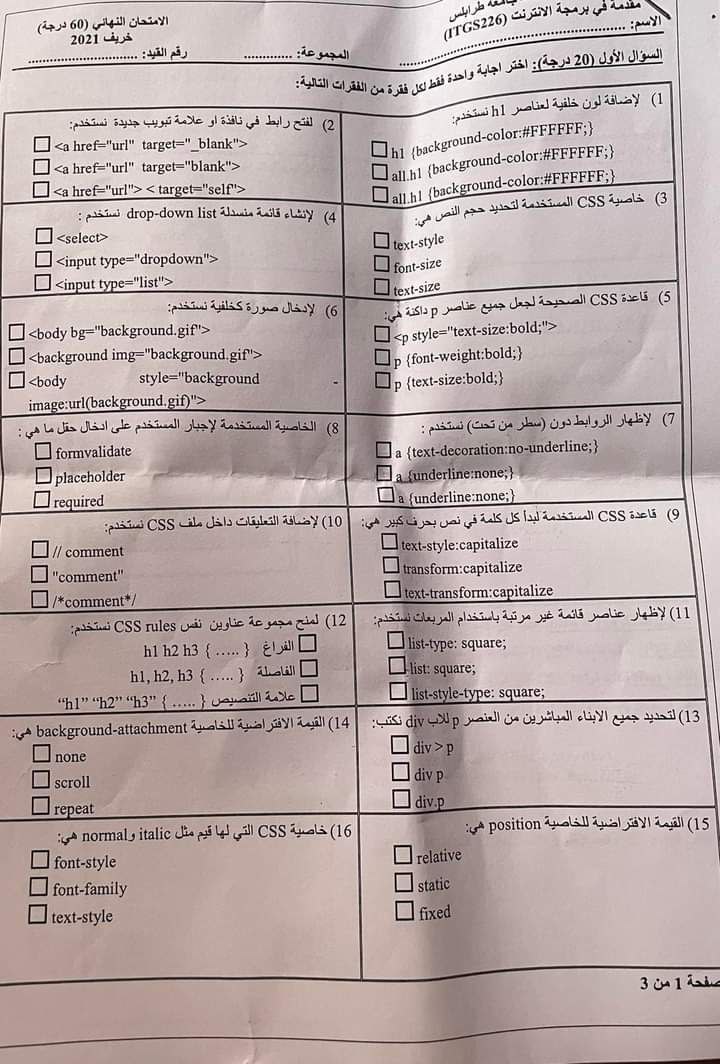 جامعة طرابلس
مقدمة في برمجة الانترنت (ITGS226)
الامتحان النهائي (60 درجة)
خريف 2021
الاسم: ........................
المجموعة: .............
رقم القيد: ........................
السؤال الأول (20 درجة): اختر اجابة واحدة فقط لكل فقرة من الفقرات التالية:
1) لإضافة لون خلفية لعناصر h1 نستخدم:
h1 {background-color:#FFFFFF;}
all.h1 {background-color:#FFFFFF;}
all.h1 {background-color:#FFFFFF;}
2) لفتح رابط في نافذة او علامة تبويب جديدة نستخدم:
<a href="url" target="_blank">
<a href="url" target="blank">
<a href="url"> < target="self">
3) خاصية CSS المستخدمة لتحديد حجم النص هي:
text-style
font-size
text-size
4) لإنشاء قائمة منسدلة drop-down list نستخدم :
<select>
<input type="dropdown">
<input type="list">
5) قاعدة CSS الصحيحة لجعل جميع عناصر p داكنة هي:
<p style="text-size:bold;">
p {font-weight:bold;}
p {text-size:bold;}
6) لإدخال صورة كخلفية نستخدم:
<body bg="background.gif">
<background img="background.gif">
<body style="background -
image:url(background.gif)">
7) لإظهار الروابط دون (سطر من تحت) نستخدم :
a {text-decoration:no-underline;}
a {underline:none;}
a {underline:none;}
8) الخاصية المستخدمة لإجبار المستخدم على ادخال حقل ما هي :
formvalidate
placeholder
required
9) قاعدة CSS المستخدمة لبدأ كل كلمة في نص بحرف كبير هي:
text-style:capitalize
transform:capitalize
text-transform:capitalize
10) لإضافة التعليقات داخل ملف CSS نستخدم:
// comment
"comment"
/*comment*/
11) لإظهار عناصر قائمة غير مرتبة باستخدام المربعات نستخدم:
list-type: square;
list: square;
list-style-type: square;
12) لمنح مجموعة عناوين نفس CSS rules نستخدم:
الفراغ h1 h2 h3 { ..... }
الفاصلة h1, h2, h3 { ..... }
علامة التنصيص “h1” “h2” “h3” { ..... }
13) لتحديد جميع الابناء المباشرين من العنصر p للاب div نكتب:
div > p
div p
div.p
14) القيمة الافتراضية للخاصية background-attachment هي:
none
scroll
repeat
15) القيمة الافتراضية للخاصية position هي:
relative
static
fixed
16) خاصية CSS التي لها قيم مثل italic و normal هي:
font-style
font-family
text-style
صفحة 1 من 3